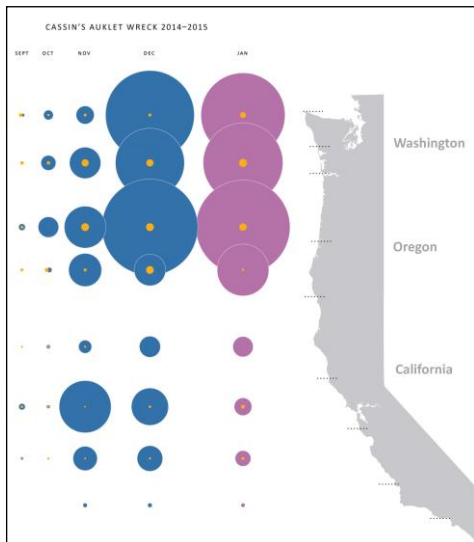 CASSIN'S AUKLET WRECK 2014–2015
SEPT OCT NOV DEC JAN
Washington
Oregon
California